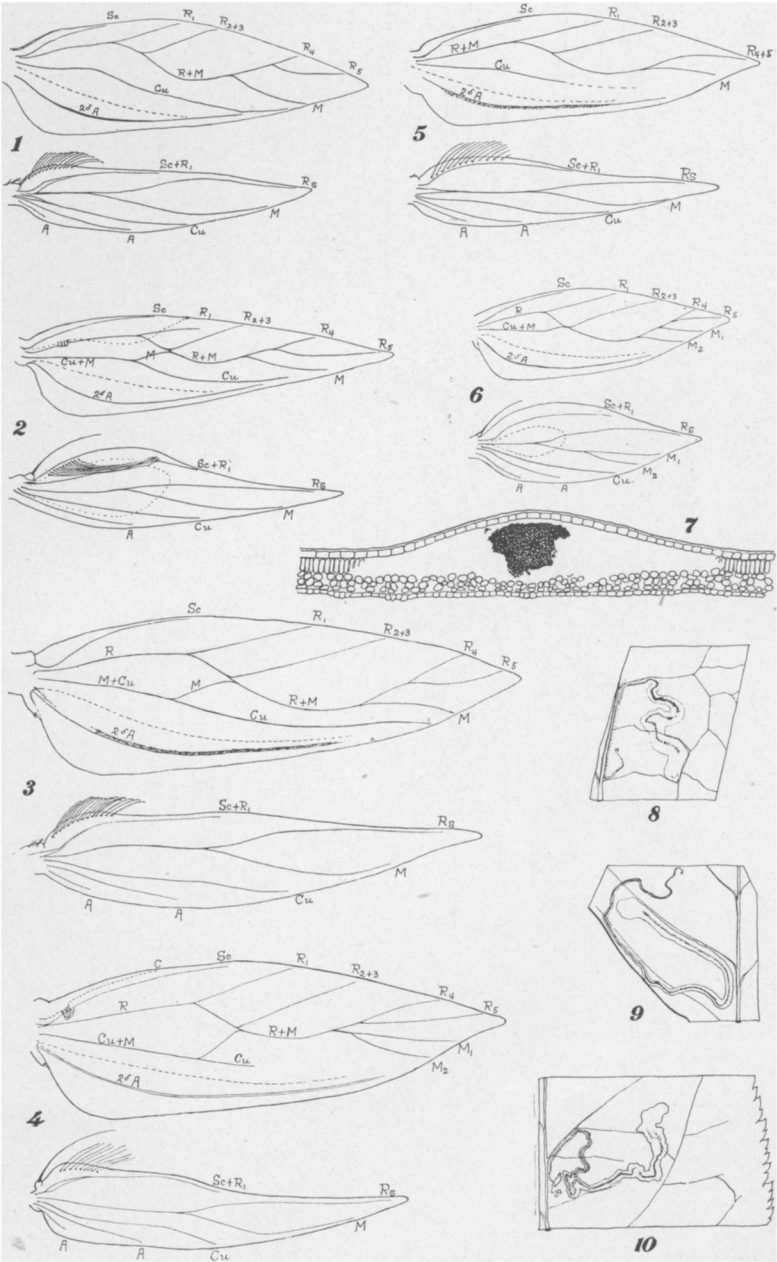 Sc R1 R2+3 R4 R5
R+M Cu M
2d A
1
Sc+R1 Rs
A A Cu M
Sc R1 R2+3 R4+5
R+M Cu M
2d A
5
Sc+R1 Rs
A A Cu M
Sc R1 R2+3 R4 R5
Cu+M M R+M Cu M
2d A
2
Sc+R1 Rs
A Cu M
Sc R1 R2+3 R4 R5
R
Cu+M M1
M2
2d A
6
Sc+R1 Rs
A A Cu M2 M1
7
Sc R1 R2+3 R4 R5
R
M+Cu M R+M
Cu M
2d A
3
Sc+R1 Rs
A A Cu M
8
9
C Sc R1 R2+3 R4 R5
R
Cu+M Cu R+M M1
M2
2d A
4
Sc+R1 Rs
A A Cu M
10